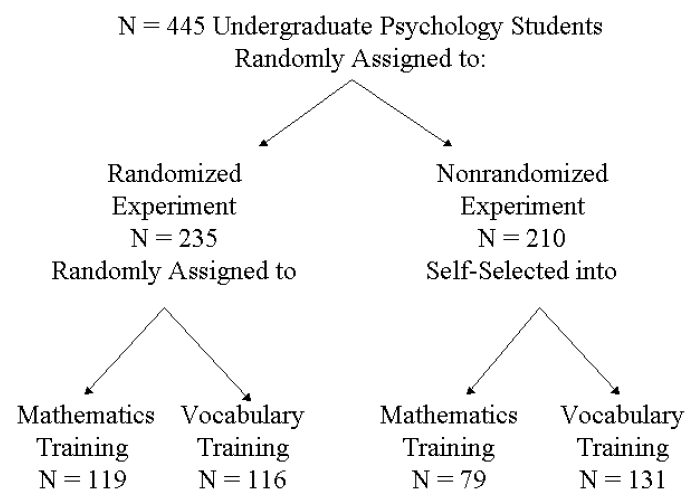 N = 445 Undergraduate Psychology Students
Randomly Assigned to:
Randomized
Experiment
N = 235
Randomly Assigned to
Nonrandomized
Experiment
N = 210
Self-Selected into
Mathematics
Training
N = 119
Vocabulary
Training
N = 116
Mathematics
Training
N = 79
Vocabulary
Training
N = 131